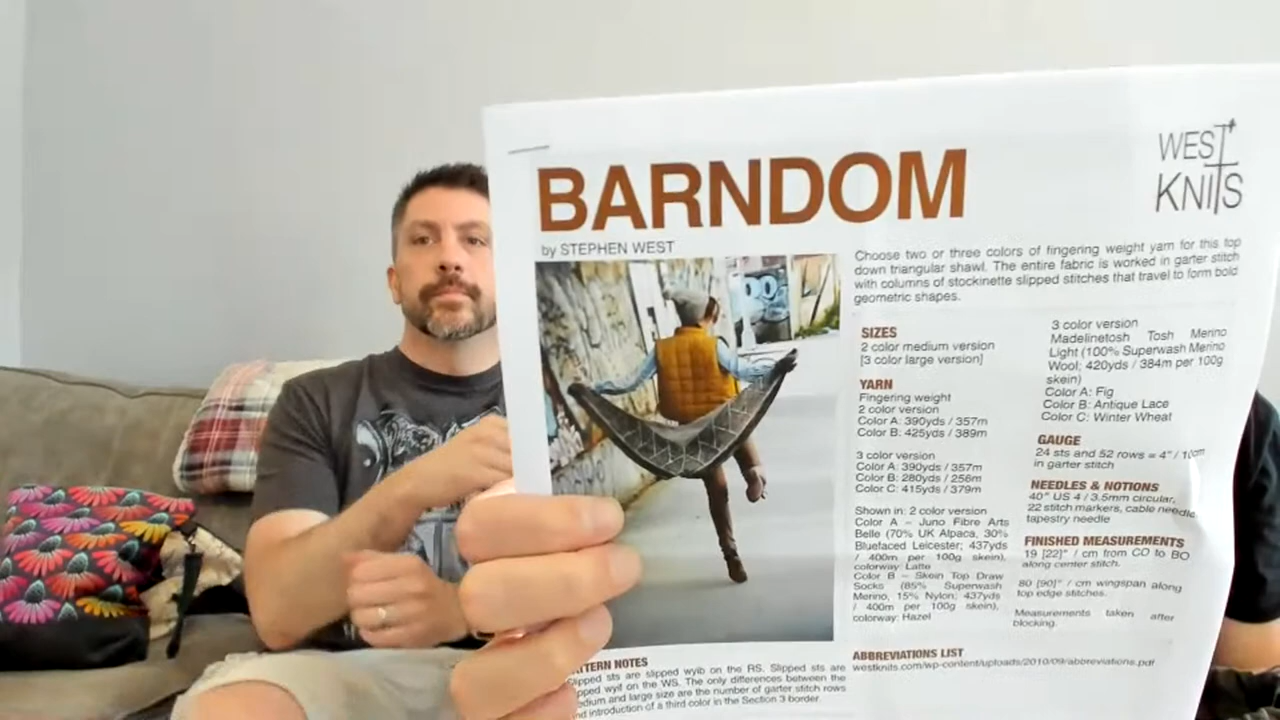 BARNDOM
by STEPHEN WEST
WEST
KNITS
Choose two or three colors of fingering weight yarn for this top
down triangular shawl. The entire fabric is worked in garter stitch
with columns of stockinette slipped stitches that travel to form bold
geometric shapes.
SIZES
2 color medium version
[3 color large version]
YARN
Fingering weight
2 color version
Color A: 390yds / 357m
Color B: 425yds / 389m
3 color version
Color A: 390yds / 357m
Color B: 280yds / 256m
Color C: 415yds / 379m
Shown in: 2 color version
Color A – Juno Fibre Arts
Belle (70% UK Alpaca, 30%
Bluefaced Leicester; 437yds
/ 400m per 100g skein),
colorway: Latte
Color B – Skein Top Draw
Socks (85% Superwash
Merino, 15% Nylon; 437yds
/ 400m per 100g skein),
colorway: Hazel
3 color version
Madelinetosh Tosh Merino
Light (100% Superwash Merino
Wool; 420yds / 384m per 100g
skein)
Color A: Fig
Color B: Antique Lace
Color C: Winter Wheat
GAUGE
24 sts and 52 rows = 4" / 10cm
in garter stitch
NEEDLES & NOTIONS
40" US 4 / 3.5mm circular,
22 stitch markers, cable needle,
tapestry needle
FINISHED MEASUREMENTS
19 [22]" / cm from CO to BO
along center stitch.
80 [90]" / cm wingspan along
top edge stitches.
Measurements taken after
blocking.
TTERN NOTES
lipped sts are slipped wyib on the RS. Slipped sts are
pped wyif on the WS. The only differences between the
edium and large size are the number of garter stitch rows
nd introduction of a third color in the Section 3 border.
ABBREVIATIONS LIST
westknits.com/wp-content/uploads/2010/09/abbreviations.pdf